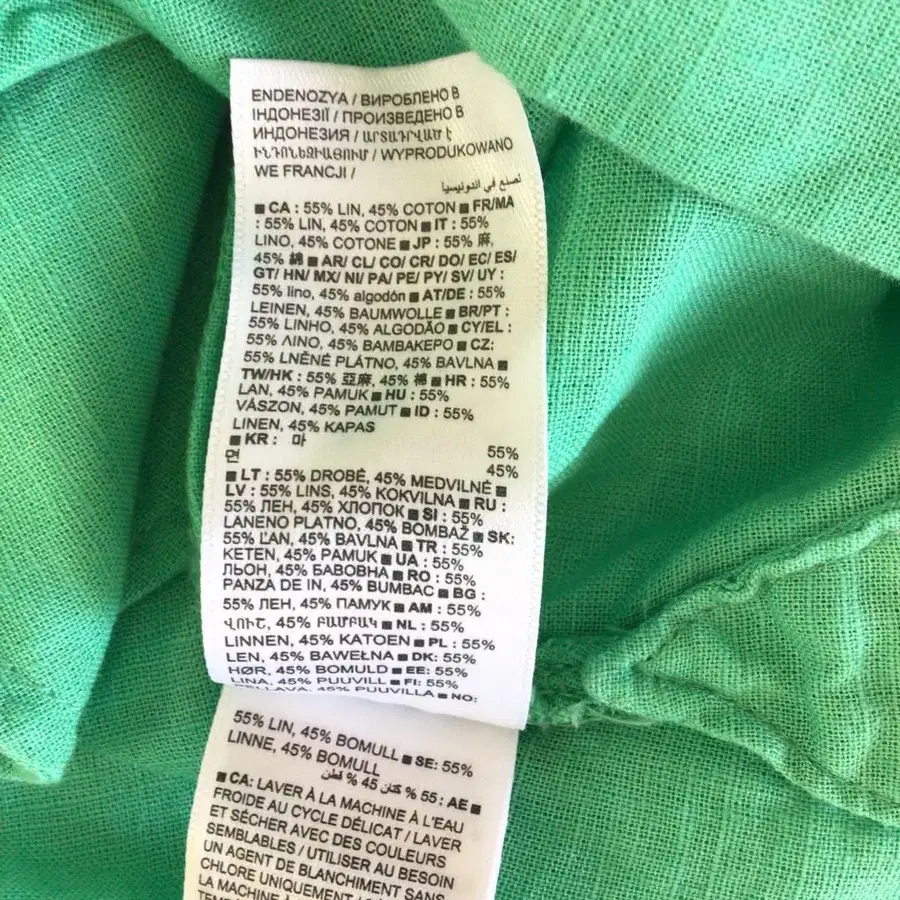 ENDENOZYA / ВИРОБЛЕНО В
ІНДОНЕЗІЇ / ПРОИЗВЕДЕНО В
ИНДОНЕЗИЯ / ԱՐՏԱԴՐՎԱԾ Է
ԻՆԴՈՆԵԶԻԱՅՈՒՄ / WYPRODUKOWANO
WE FRANCJI /
تصنع في اندونيسيا
■ CA : 55% LIN, 45% COTON ■ FR/MA
: 55% LIN, 45% COTON ■ IT : 55%
LINO, 45% COTONE ■ JP : 55% 麻,
45% 綿 ■ AR/ CL/ CO/ CR/ DO/ EC/ ES/
GT/ HN/ MX/ NI/ PA/ PE/ PY/ SV/ UY :
55% lino, 45% algodón ■ AT/DE : 55%
LEINEN, 45% BAUMWOLLE ■ BR/PT :
55% LINHO, 45% ALGODÃO ■ CY/EL :
55% ΛΙΝΟ, 45% ΒΑΜΒΑΚΕΡΟ ■ CZ:
55% LNĚNÉ PLÁTNO, 45% BAVLNA ■
TW/HK : 55% 亞麻, 45% 棉 ■ HR : 55%
LAN, 45% PAMUK ■ HU : 55%
VÁSZON, 45% PAMUT ■ ID : 55%
LINEN, 45% KAPAS
■ KR : 마 55%
면 45%
■ LT : 55% DROBĖ, 45% MEDVILNĖ ■
LV : 55% LINS, 45% KOKVILNA ■ RU :
55% ЛЕН, 45% ХЛОПОК ■ SI : 55%
LANENO PLATNO, 45% BOMBAŽ ■ SK:
55% ĽAN, 45% BAVLNA ■ TR : 55%
KETEN, 45% PAMUK ■ UA : 55%
ЛЬОН, 45% БАВОВНА ■ RO : 55%
PANZA DE IN, 45% BUMBAC ■ BG :
55% ЛЕН, 45% ПАМУК ■ AM : 55%
ՎՈՒՇ, 45% ԲԱՄԲԱԿ ■ NL : 55%
LINNEN, 45% KATOEN ■ PL : 55%
LEN, 45% BAWEŁNA ■ DK: 55%
HØR, 45% BOMULD ■ EE: 55%
LINA, 45% PUUVILL ■ FI: 55%
PELLAVA, 45% PUUVILLA ■ NO:
55% LIN, 45% BOMULL ■ SE: 55%
LINNE, 45% BOMULL
■ AE : 55 % كتان 45 % قطن
■ CA: LAVER À LA MACHINE À L'EAU
FROIDE AU CYCLE DÉLICAT / LAVER
ET SÉCHER AVEC DES COULEURS
SEMBLABLES / UTILISER AU BESOIN
UN AGENT DE BLANCHIMENT SANS
CHLORE UNIQUEMENT /
LA MACHINE